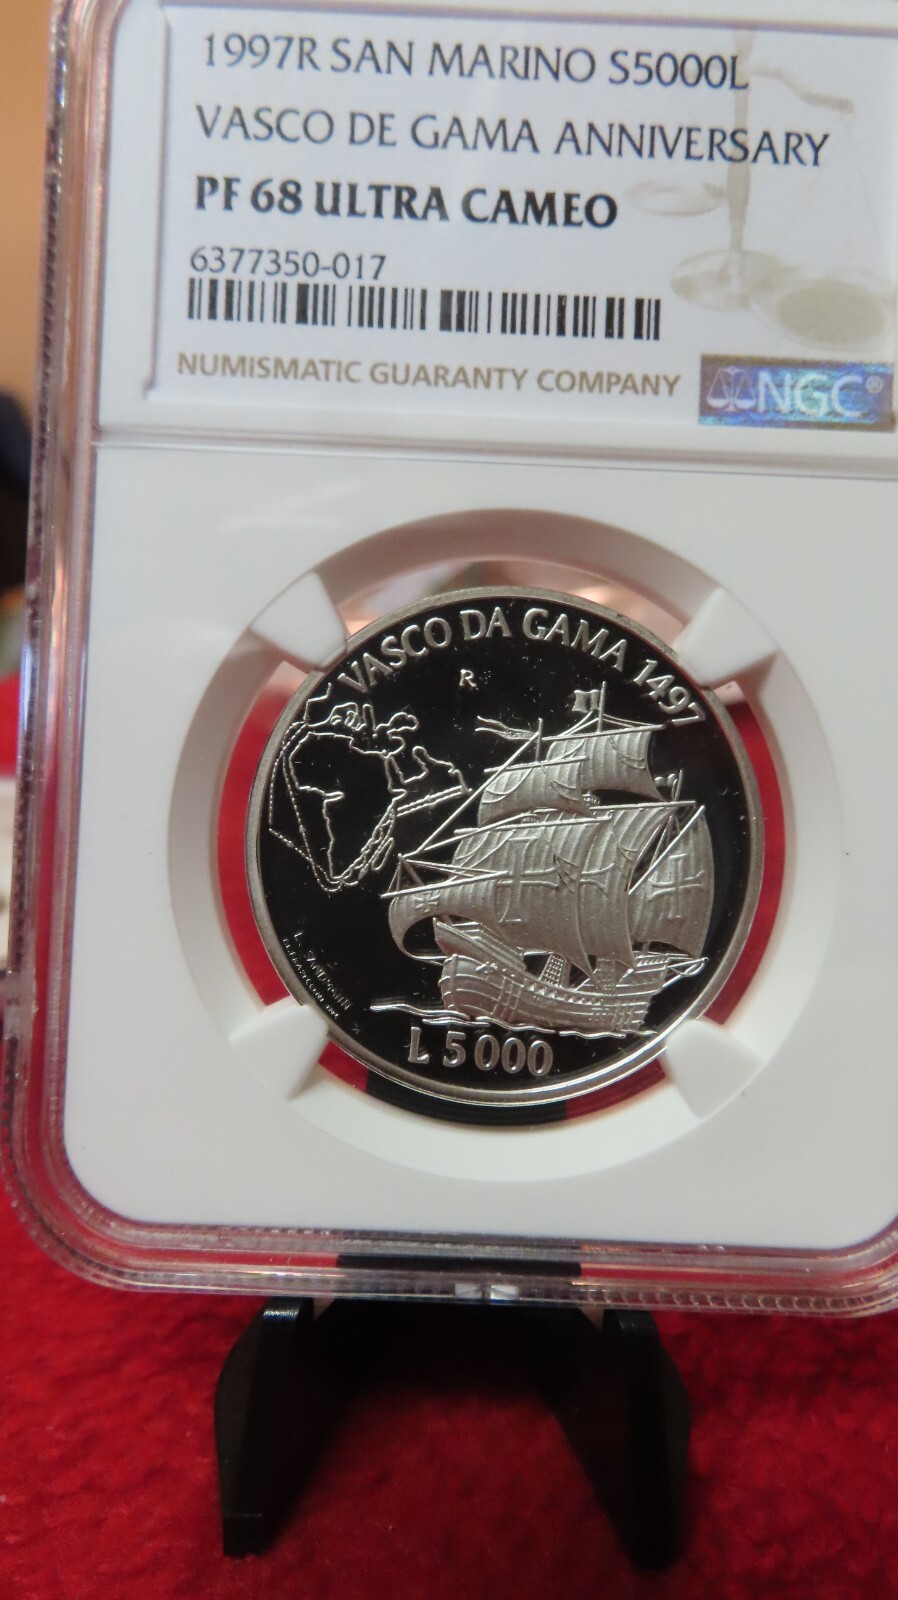 1997R SAN MARINO S5000L
VASCO DE GAMA ANNIVERSARY
PF 68 ULTRA CAMEO
6377350-017
NUMISMATIC GUARANTY COMPANY
NGC®
VASCO DA GAMA 1497
R
L. SANDMANN
L 5000